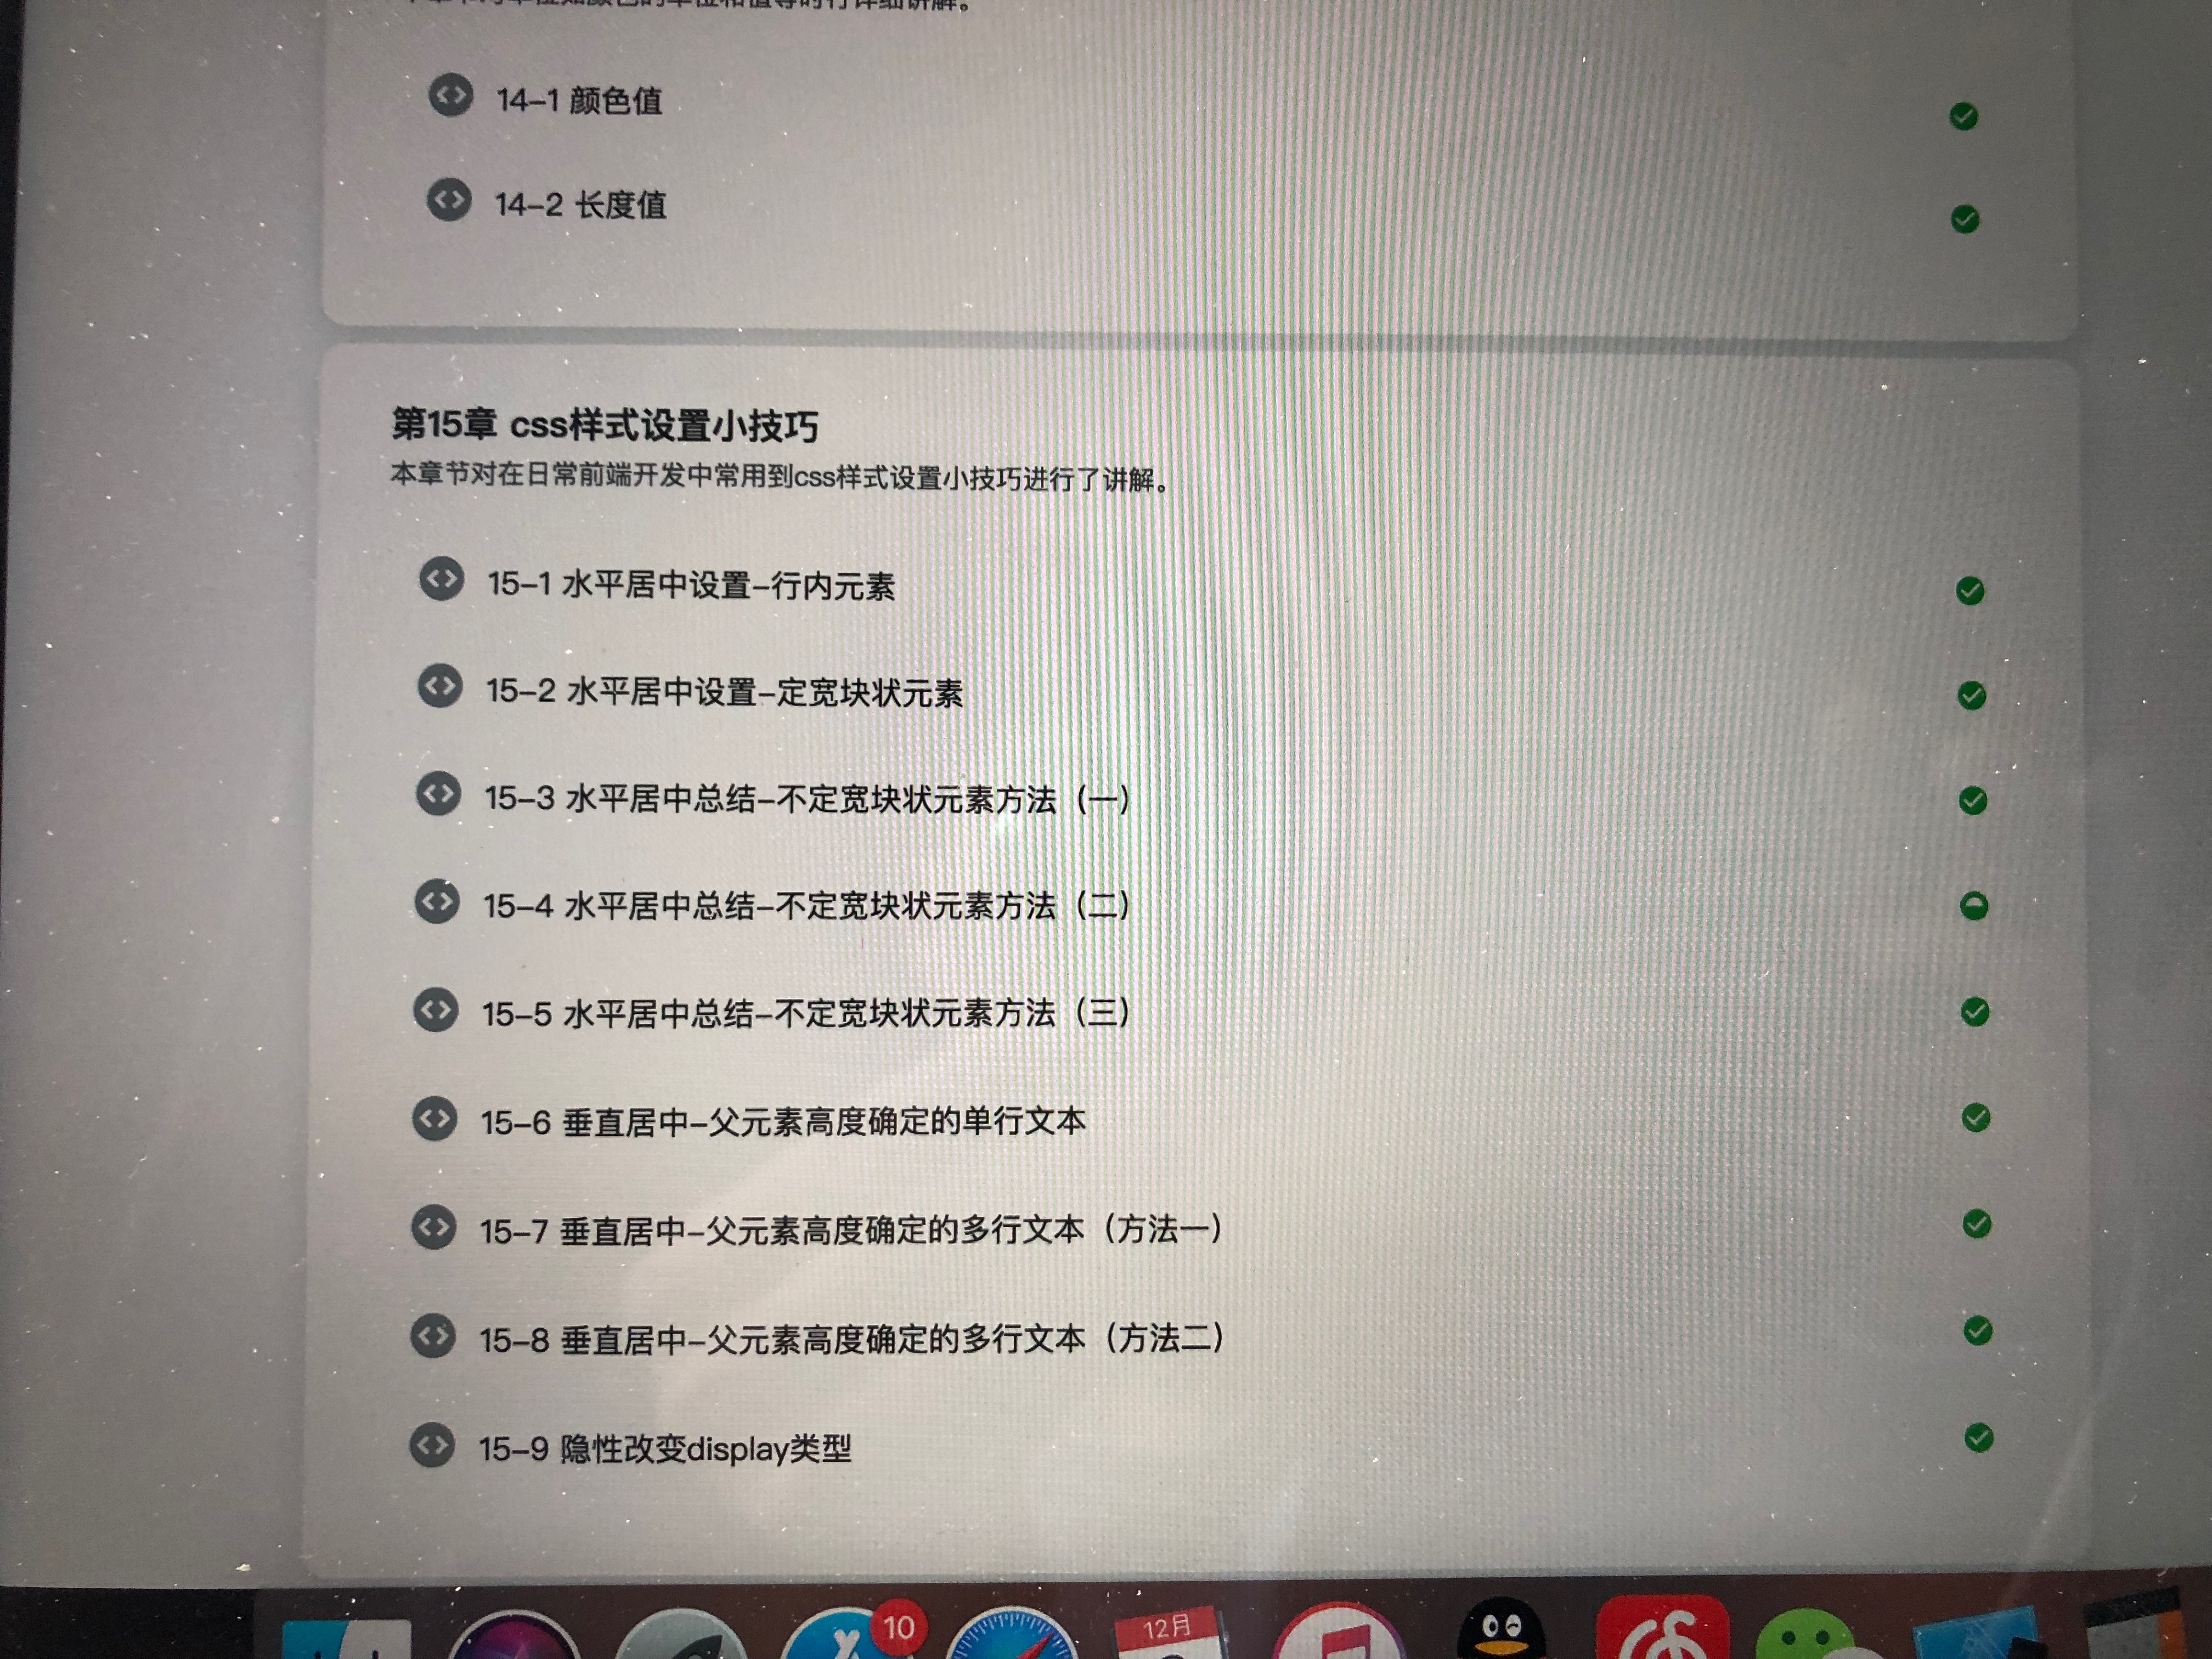 14-1 颜色值
14-2 长度值
第15章 css样式设置小技巧
本章节对在日常前端开发中常用到css样式设置小技巧进行了讲解。
15-1 水平居中设置-行内元素
15-2 水平居中设置-定宽块状元素
15-3 水平居中总结-不定宽块状元素方法（一）
15-4 水平居中总结-不定宽块状元素方法（二）
15-5 水平居中总结-不定宽块状元素方法（三）
15-6 垂直居中-父元素高度确定的单行文本
15-7 垂直居中-父元素高度确定的多行文本（方法一）
15-8 垂直居中-父元素高度确定的多行文本（方法二）
15-9 隐性改变display类型
10
12月